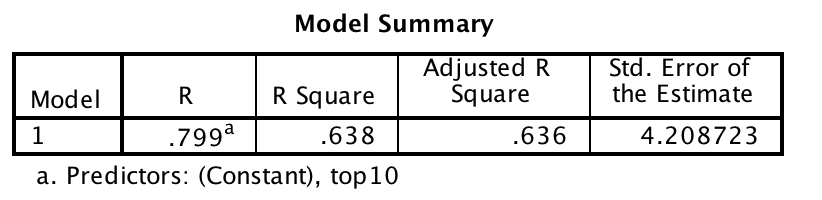 Model Summary
Model R R Square Adjusted R Square Std. Error of the Estimate
1 .799a .638 .636 4.208723
a. Predictors: (Constant), top10